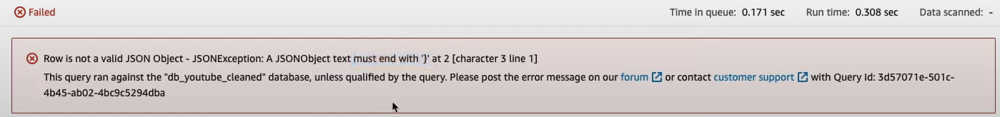 Failed Time in queue: 0.171 sec Run time: 0.308 sec Data scanned: -
Row is not a valid JSON Object - JSONException: A JSONObject text must end with '}' at 2 [character 3 line 1]
This query ran against the "db_youtube_cleaned" database, unless qualified by the query. Please post the error message on our forum or contact customer support with Query Id: 3d57071e-501c-
4b45-ab02-4bc9c5294dba